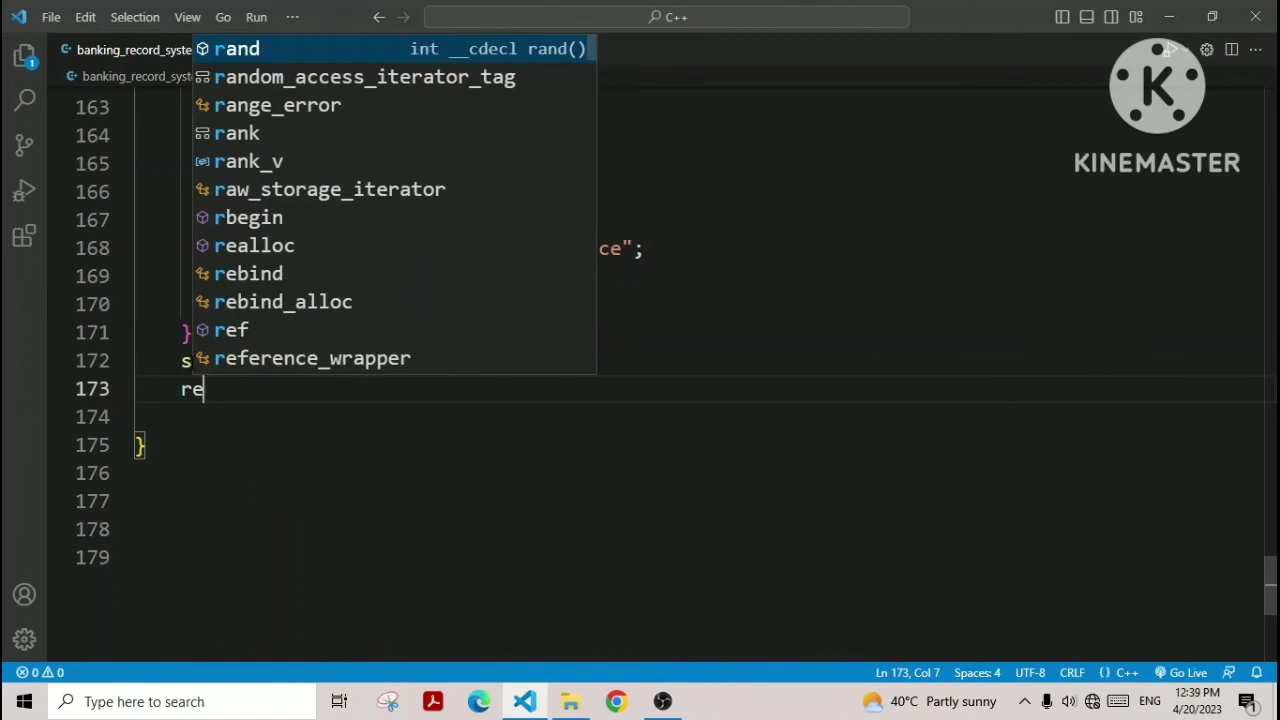 File Edit Selection View Go Run ··· C++
banking_record_syste
banking_record_syste
rand int __cdecl rand()
random_access_iterator_tag
range_error
rank
rank_v
raw_storage_iterator
rbegin
realloc
rebind
rebind_alloc
ref
reference_wrapper
163
164
165
166
167
168 ce";
169
170
171 }
172 s
173 re
174
175 }
176
177
178
179
KINEMASTER
0 0 Ln 173, Col 7 Spaces: 4 UTF-8 CRLF {} C++ Go Live
Type here to search 40°C Partly sunny ENG 12:39 PM
4/20/2023